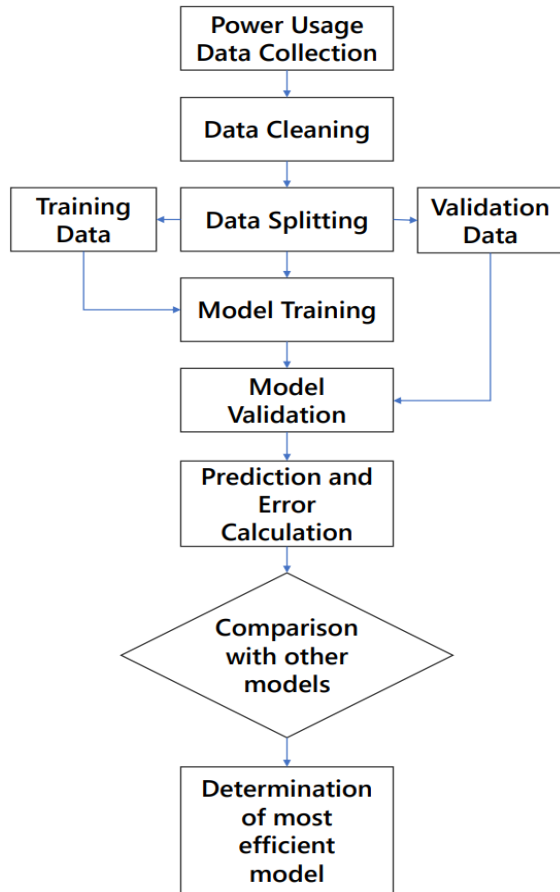 Power Usage
Data Collection
Data Cleaning
Training
Data
Data Splitting
Validation
Data
Model Training
Model
Validation
Prediction and
Error
Calculation
Comparison
with other
models
Determination
of most
efficient
model